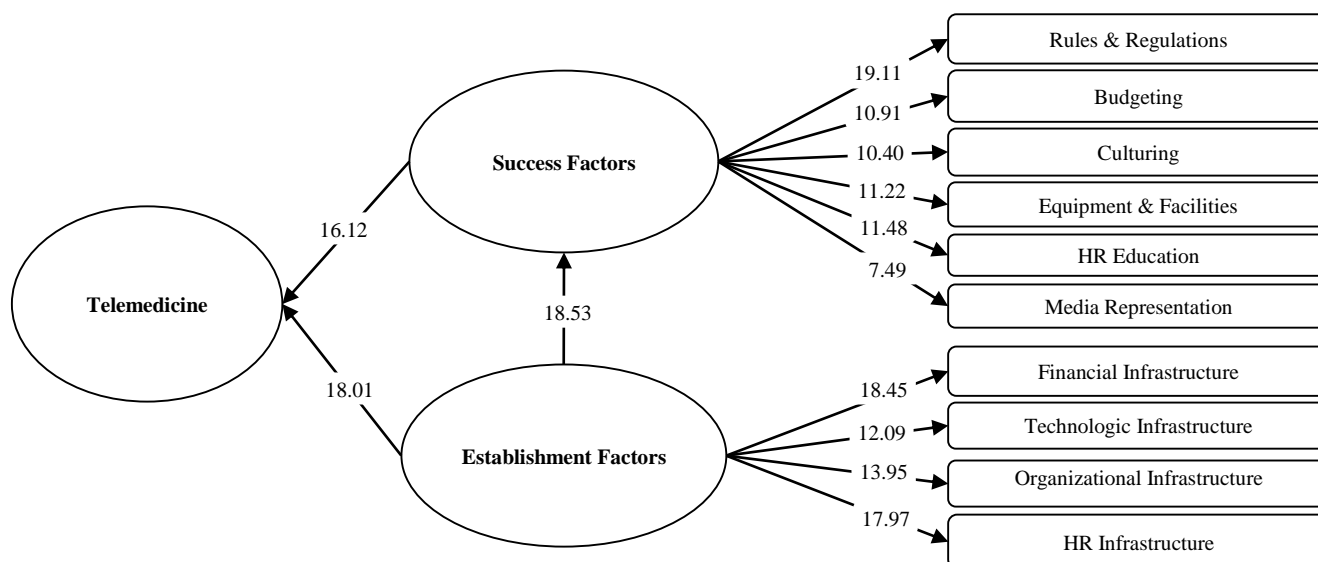 Rules & Regulations
19.11
Budgeting
10.91
Success Factors
10.40
Culturing
11.22
Equipment & Facilities
16.12
11.48
HR Education
7.49
Telemedicine
18.53
Media Representation
18.01
18.45
Financial Infrastructure
12.09
Technologic Infrastructure
Establishment Factors
13.95
Organizational Infrastructure
17.97
HR Infrastructure